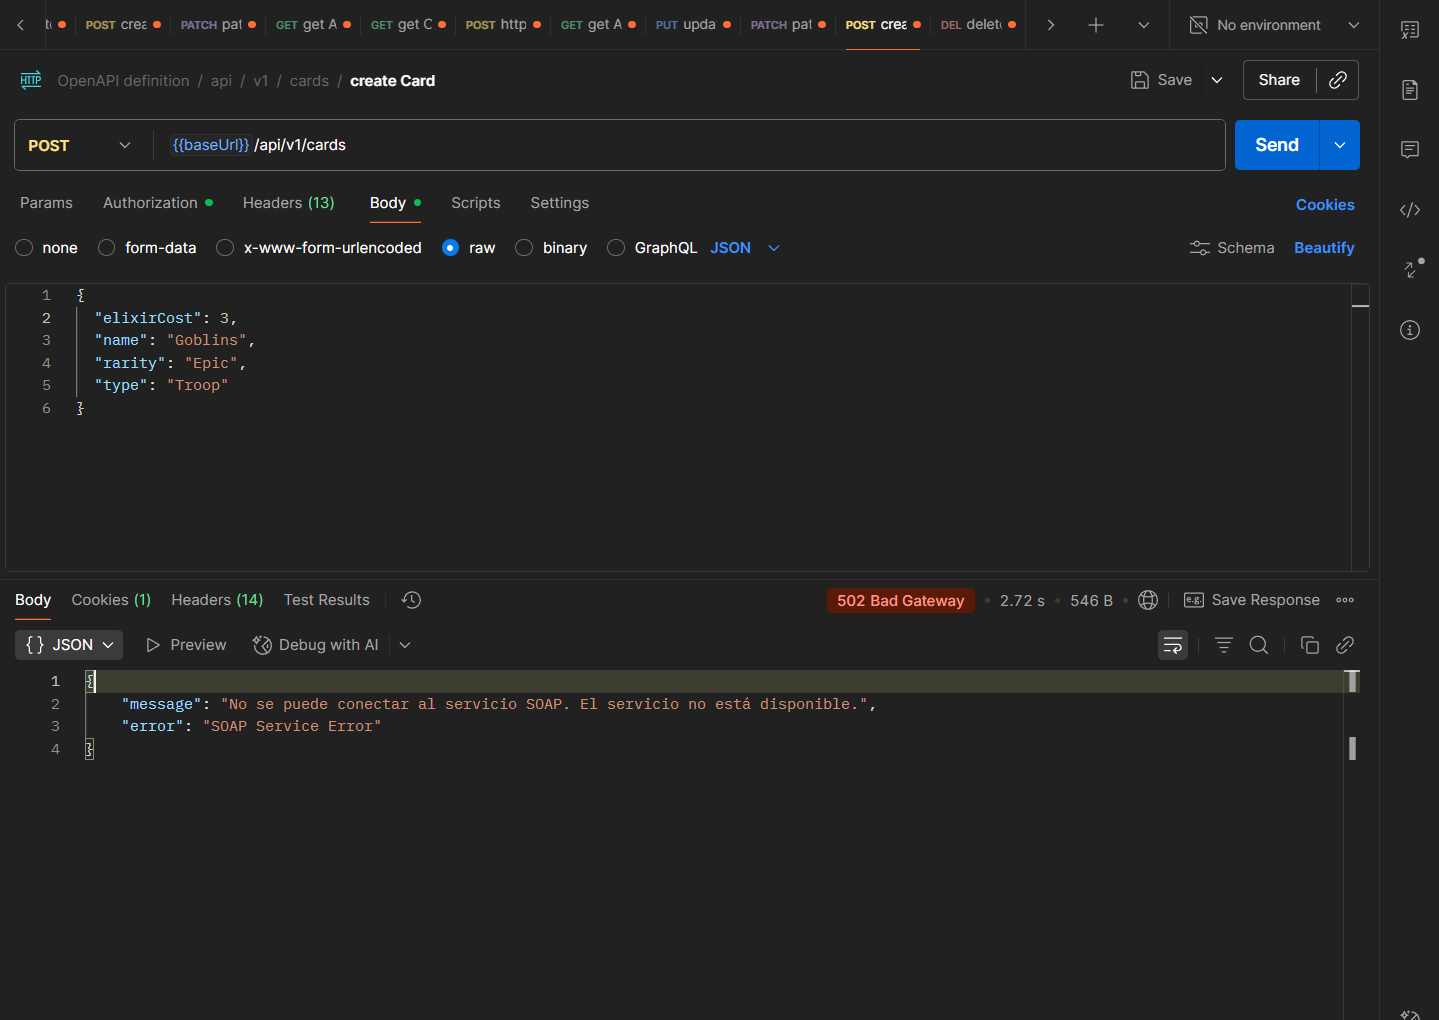 POST crea PATCH pat GET get A GET get C POST http GET get A PUT upda PATCH pat POST crea DEL delet No environment
HTTP OpenAPI definition / api / v1 / cards / create Card Save Share
POST {{baseUrl}} /api/v1/cards Send
Params Authorization Headers (13) Body Scripts Settings Cookies
none form-data x-www-form-urlencoded raw binary GraphQL JSON Schema Beautify
1 {
2 "elixirCost": 3,
3 "name": "Goblins",
4 "rarity": "Epic",
5 "type": "Troop"
6 }
Body Cookies (1) Headers (14) Test Results 502 Bad Gateway • 2.72 s • 546 B • e.g. Save Response
{} JSON Preview Debug with AI
1 {
2 "message": "No se puede conectar al servicio SOAP. El servicio no está disponible.",
3 "error": "SOAP Service Error"
4 }